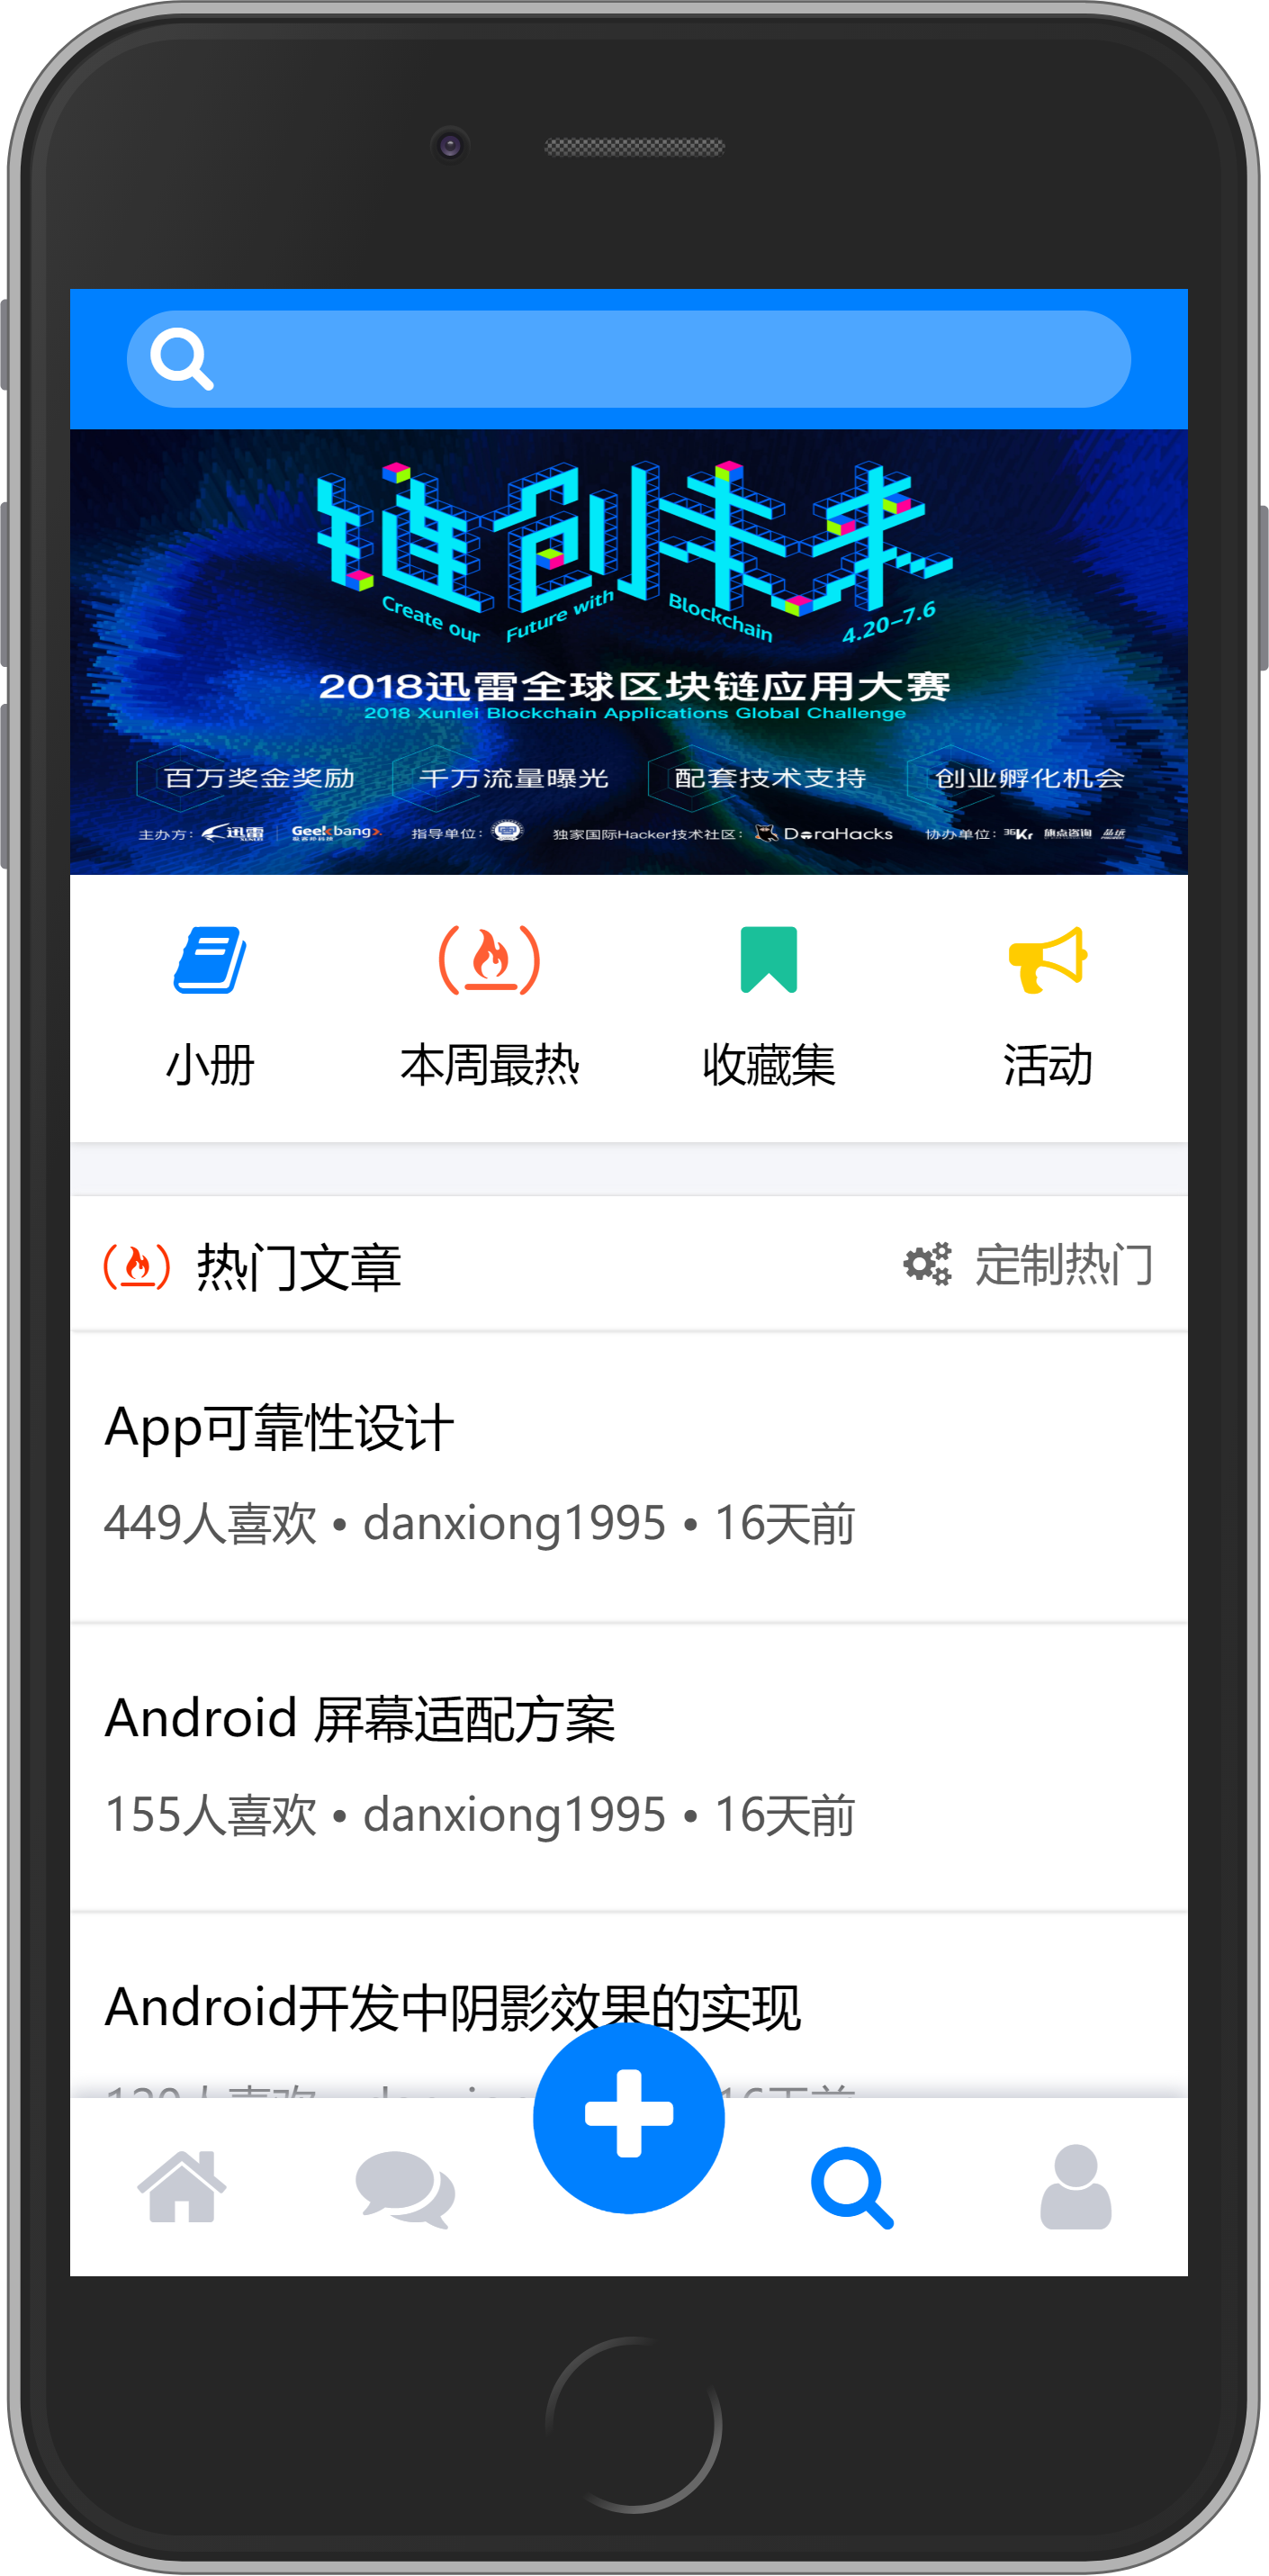 链创未来
Create our Future with Blockchain 4.20-7.6
2018迅雷全球区块链应用大赛
2018 Xunlei Blockchain Applications Global Challenge
百万奖金奖励 千万流量曝光 配套技术支持 创业孵化机会
主办方: 迅雷 Geekbang 指导单位: 独家国际Hacker技术社区: DoraHacks 协办单位: 36Kr
小册 本周最热 收藏集 活动
热门文章 定制热门
App可靠性设计
449人喜欢 • danxiong1995 • 16天前
Android 屏幕适配方案
155人喜欢 • danxiong1995 • 16天前
Android开发中阴影效果的实现